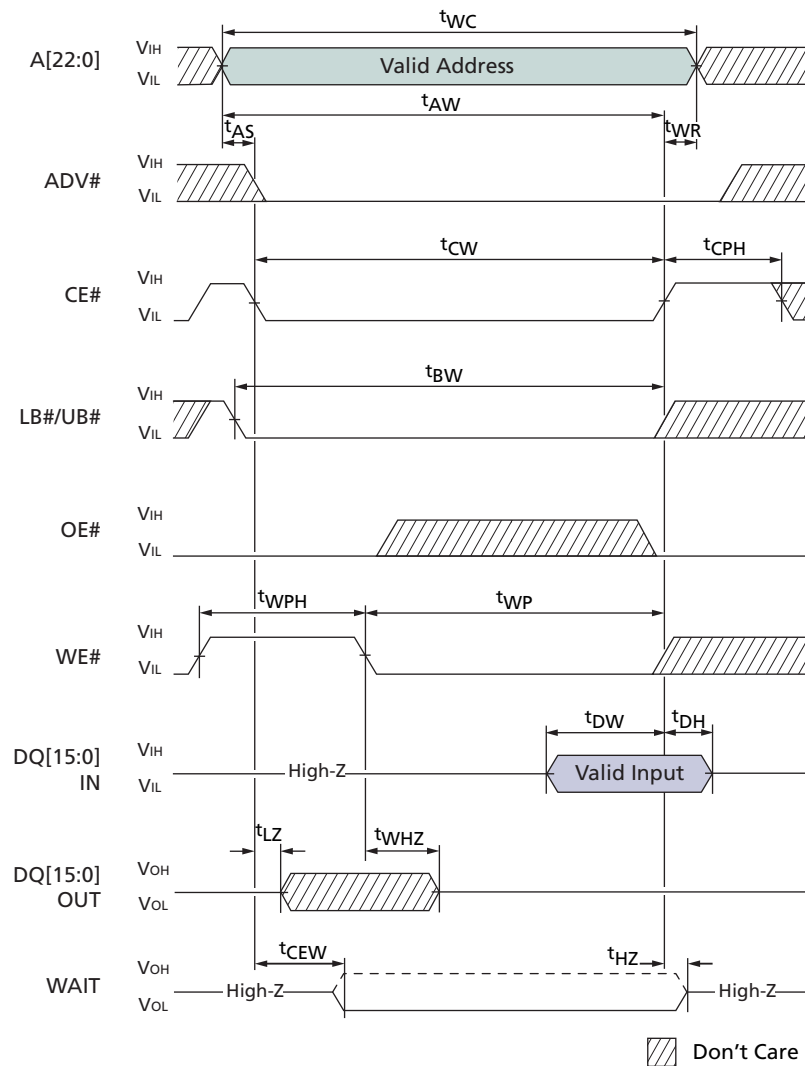 tWC
A[22:0] VIH VIL Valid Address
tAW
tAS tWR
ADV# VIH VIL
tCW tCPH
CE# VIH VIL
tBW
LB#/UB# VIH VIL
OE# VIH VIL
tWPH tWP
WE# VIH VIL
tDW tDH
DQ[15:0] IN VIH VIL High-Z Valid Input
tLZ tWHZ
DQ[15:0] OUT VOH VOL
tCEW tHZ
WAIT VOH VOL High-Z High-Z
Don't Care